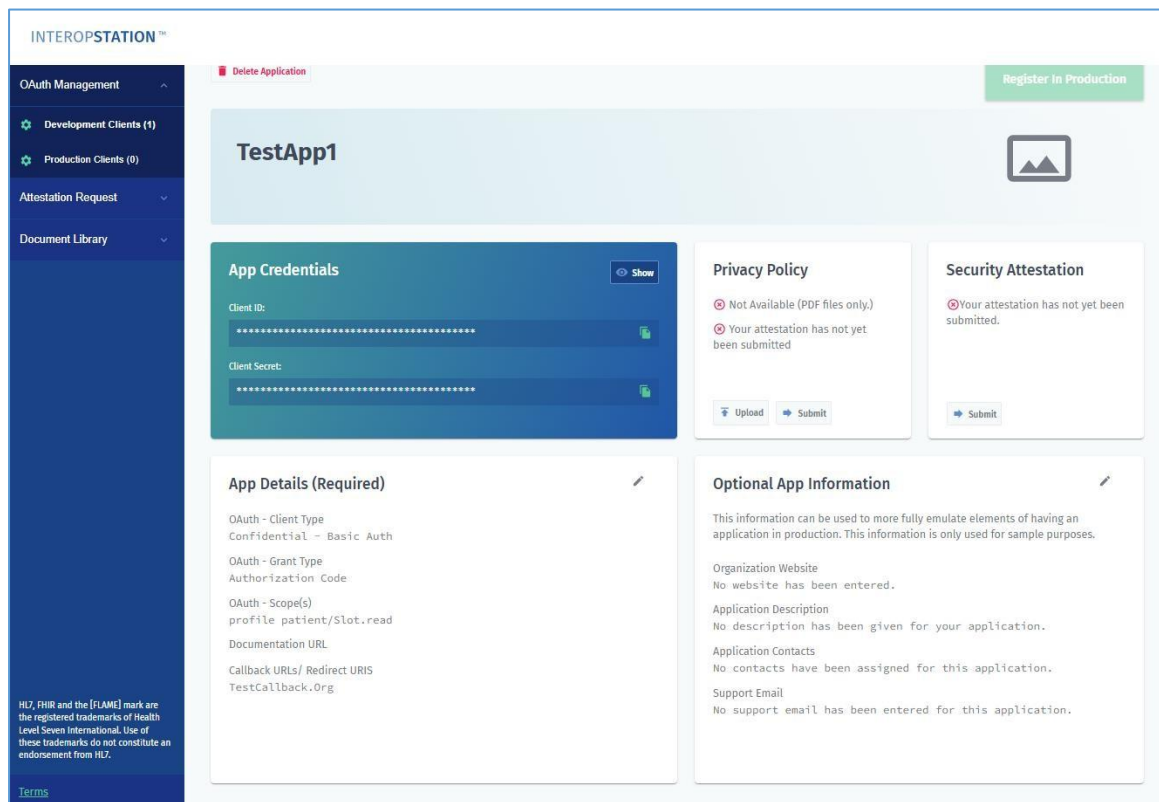 INTEROPSTATION™
OAuth Management
Development Clients (1)
Production Clients (0)
Attestation Request
Document Library
HL7, FHIR and the [FLAME] mark are
the registered trademarks of Health
Level Seven International. Use of
these trademarks do not constitute an
endorsement from HL7.
Terms
Delete Application
Register In Production
TestApp1
App Credentials
Show
Client ID:
****************************************
Client Secret:
****************************************
Privacy Policy
Not Available (PDF files only.)
Your attestation has not yet
been submitted
Upload
Submit
Security Attestation
Your attestation has not yet been
submitted.
Submit
App Details (Required)
OAuth - Client Type
Confidential - Basic Auth
OAuth - Grant Type
Authorization Code
OAuth - Scope(s)
profile patient/Slot.read
Documentation URL
Callback URLs/ Redirect URIS
TestCallback.Org
Optional App Information
This information can be used to more fully emulate elements of having an
application in production. This information is only used for sample purposes.
Organization Website
No website has been entered.
Application Description
No description has been given for your application.
Application Contacts
No contacts have been assigned for this application.
Support Email
No support email has been entered for this application.